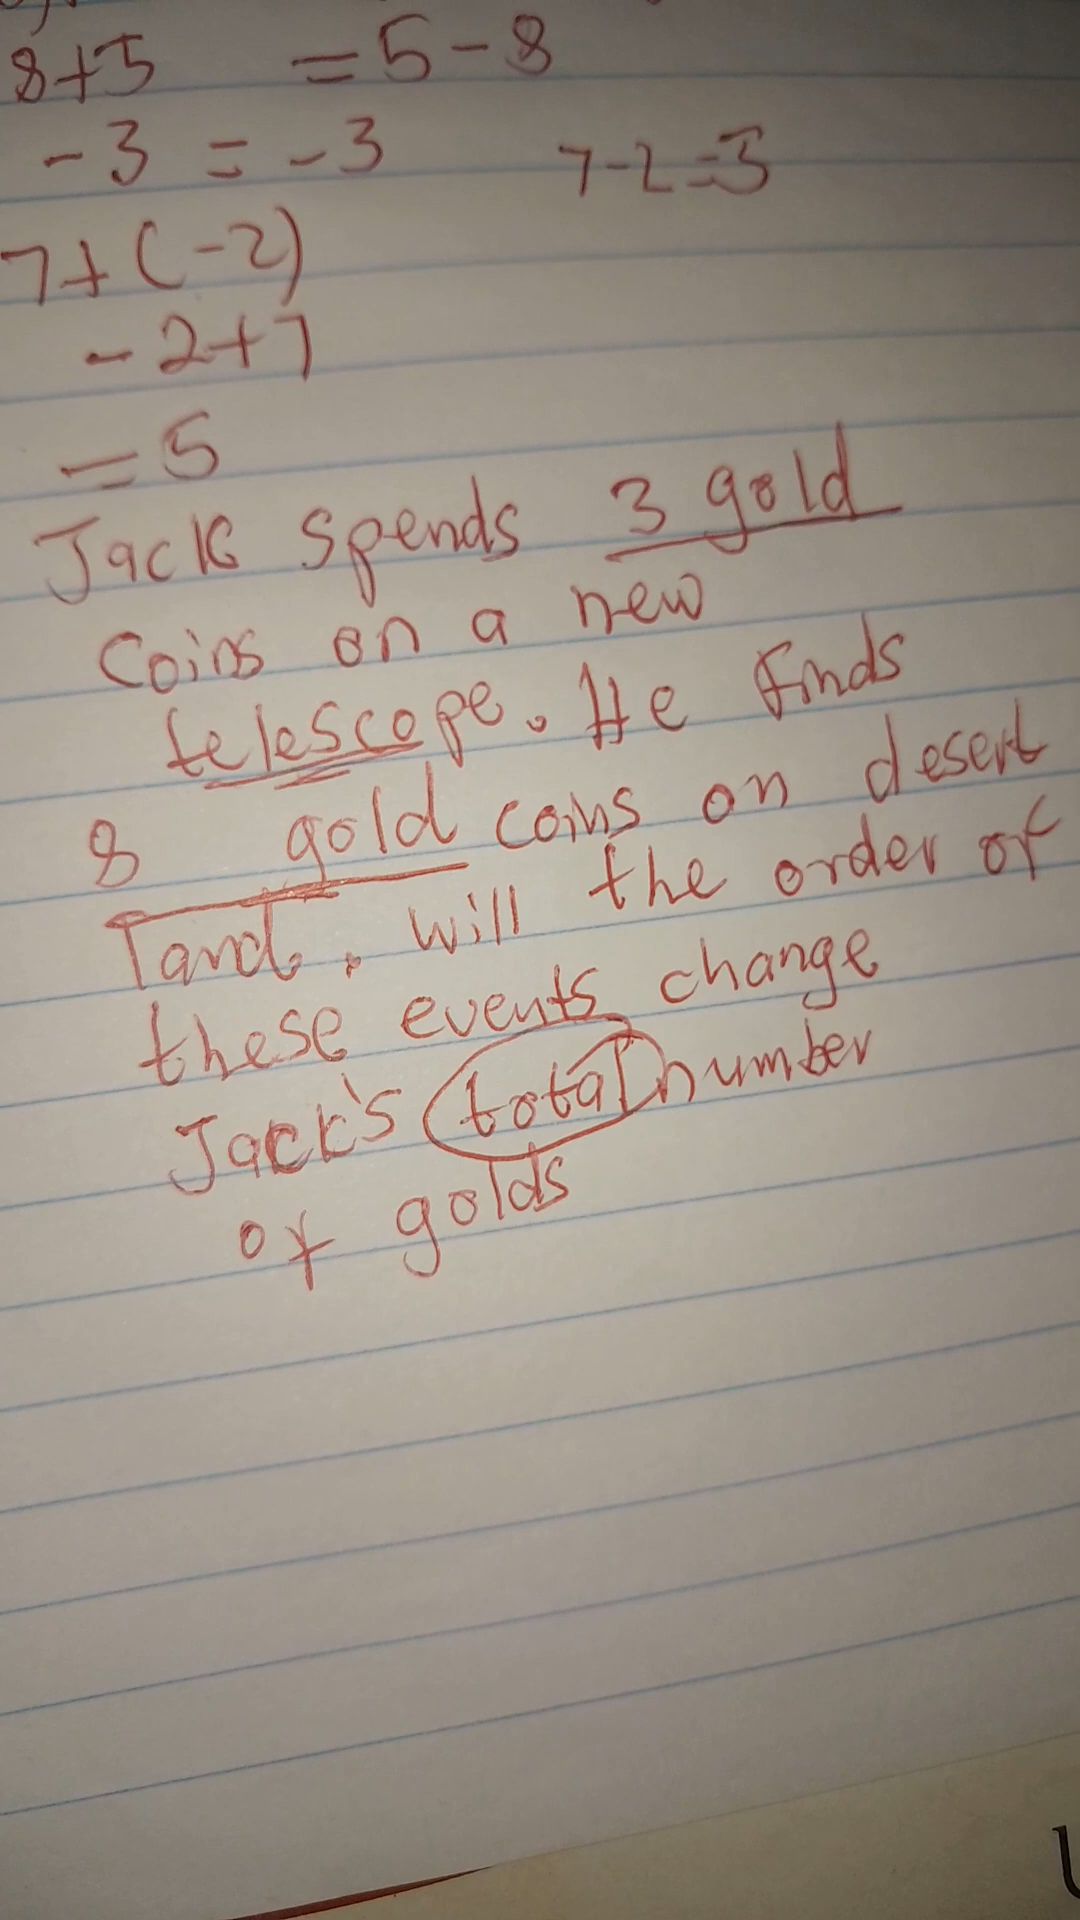 8+5 = 5-8
-3 = -3 7-2=5
7+(-2)
-2+7
=5
Jack spends 3 gold
Coins on a new
telescope. He finds
8 gold coins on desert
land. will the order of
these events change
Jack's total number
of golds